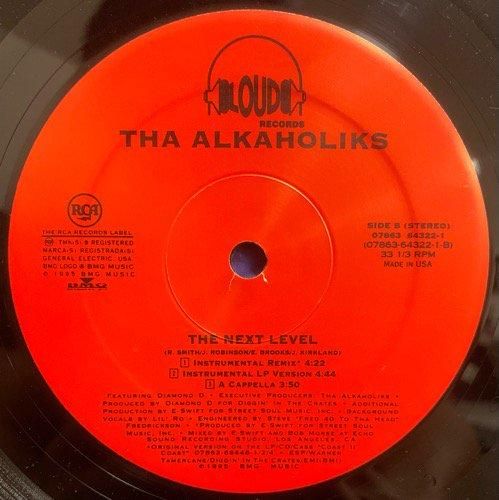 LOUD
RECORDS
THA ALKAHOLIKS
RCA
THE RCA RECORDS LABEL
TMK(S) ® REGISTERED
MARCA(S) REGISTRADA(S)
GENERAL ELECTRIC, USA
BMG LOGO ® BMG MUSIC
© 1995 BMG MUSIC
BMG
SIDE B (STEREO)
07863 64322-1
(07863-64322-1-B)
33 1/3 RPM
MADE IN USA
THE NEXT LEVEL
(R. SMITH/J. ROBINSON/E. BROOKS/J. KIRKLAND)
1 INSTRUMENTAL REMIX* 4:22
2 INSTRUMENTAL LP VERSION 4:44
3 A CAPPELLA 3:50
FEATURING DIAMOND D • EXECUTIVE PRODUCERS: THA ALKAHOLIKS •
PRODUCED BY DIAMOND D FOR DIGGIN' IN THE CRATES • ADDITIONAL
PRODUCTION BY E-SWIFT FOR STREET SOUL MUSIC, INC. • BACKGROUND
VOCALS BY LIL' ROU • ENGINEERED BY STEVE "FRED 40 TO THA HEAD"
FREDRICKSON • *PRODUCED BY E-SWIFT FOR STREET SOUL
MUSIC, INC. • MIXED BY E-SWIFT AND BOB MORSE AT ECHO
SOUND RECORDING STUDIO, LOS ANGELES, CA
• ORIGINAL VERSION ON THE LP/CD/CASS "COAST II
COAST" 07863-66446-1/2/4 • ESP/WARNER
TAMERLANE/DIGGIN' IN THE CRATES/EMI(BMI)
℗ 1995 BMG MUSIC